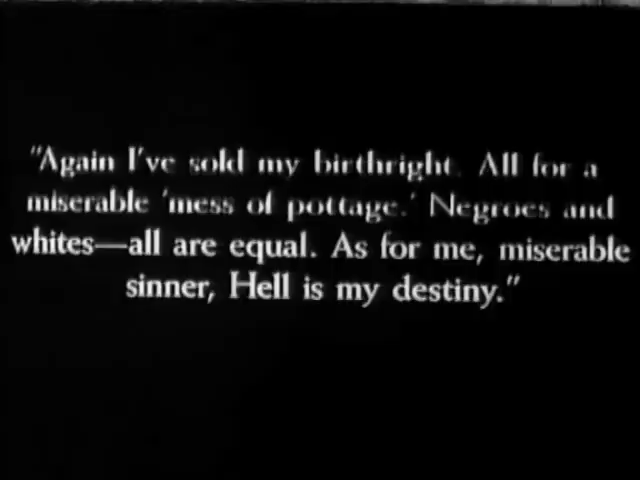 "Again I've sold my birthright. All for a
miserable 'mess of pottage.' Negroes and
whites—all are equal. As for me, miserable
sinner, Hell is my destiny."